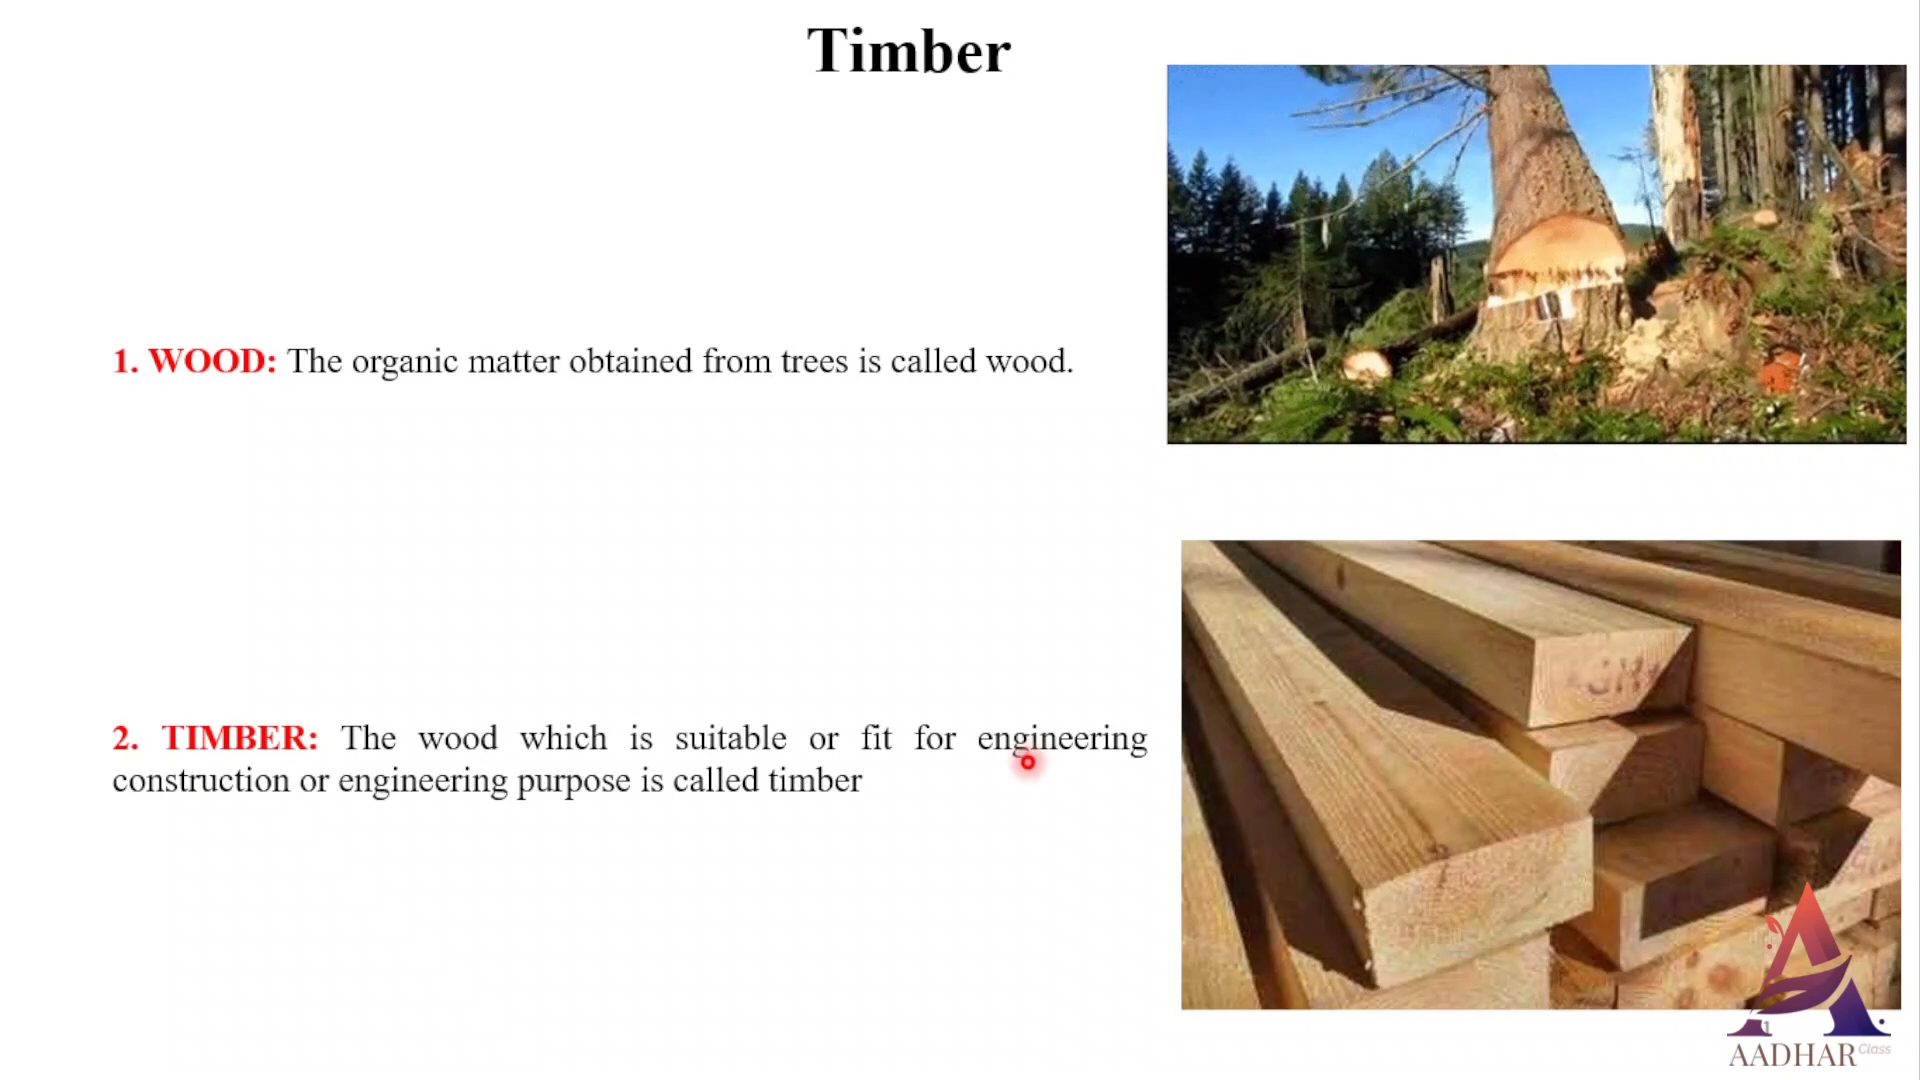 Timber
1. WOOD: The organic matter obtained from trees is called wood.
2. TIMBER: The wood which is suitable or fit for engineering
construction or engineering purpose is called timber
1
AADHAR Class